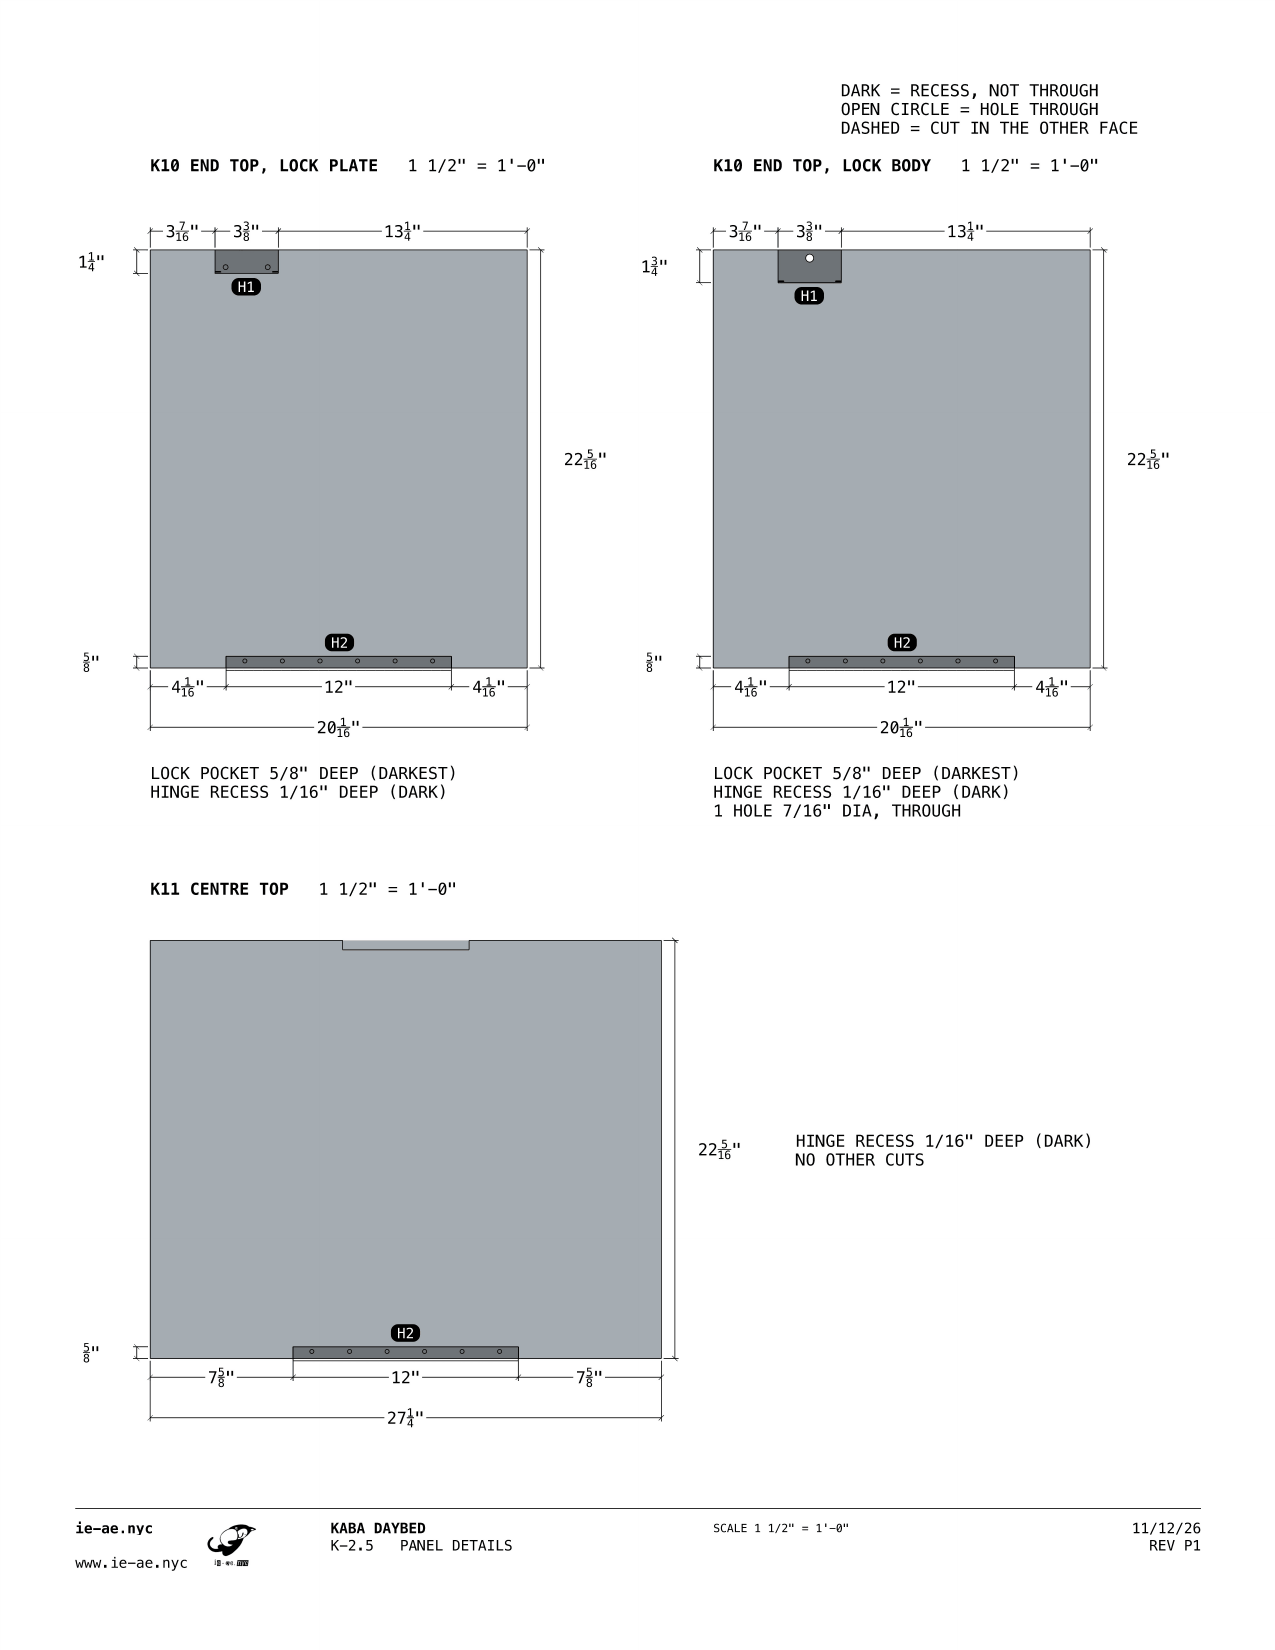 DARK = RECESS, NOT THROUGH
OPEN CIRCLE = HOLE THROUGH
DASHED = CUT IN THE OTHER FACE
K10 END TOP, LOCK PLATE 1 1/2" = 1'-0"
3 7/16" 3 3/8" 13 1/4"
1 1/4"
H1
22 5/16"
H2
5/8"
4 1/16" 12" 4 1/16"
20 1/16"
LOCK POCKET 5/8" DEEP (DARKEST)
HINGE RECESS 1/16" DEEP (DARK)
K10 END TOP, LOCK BODY 1 1/2" = 1'-0"
3 7/16" 3 3/8" 13 1/4"
1 3/4"
H1
22 5/16"
H2
5/8"
4 1/16" 12" 4 1/16"
20 1/16"
LOCK POCKET 5/8" DEEP (DARKEST)
HINGE RECESS 1/16" DEEP (DARK)
1 HOLE 7/16" DIA, THROUGH
K11 CENTRE TOP 1 1/2" = 1'-0"
22 5/16"
HINGE RECESS 1/16" DEEP (DARK)
NO OTHER CUTS
H2
5/8"
7 5/8" 12" 7 5/8"
27 1/4"
ie-ae.nyc
www.ie-ae.nyc
KABA DAYBED
K-2.5 PANEL DETAILS
SCALE 1 1/2" = 1'-0"
11/12/26
REV P1